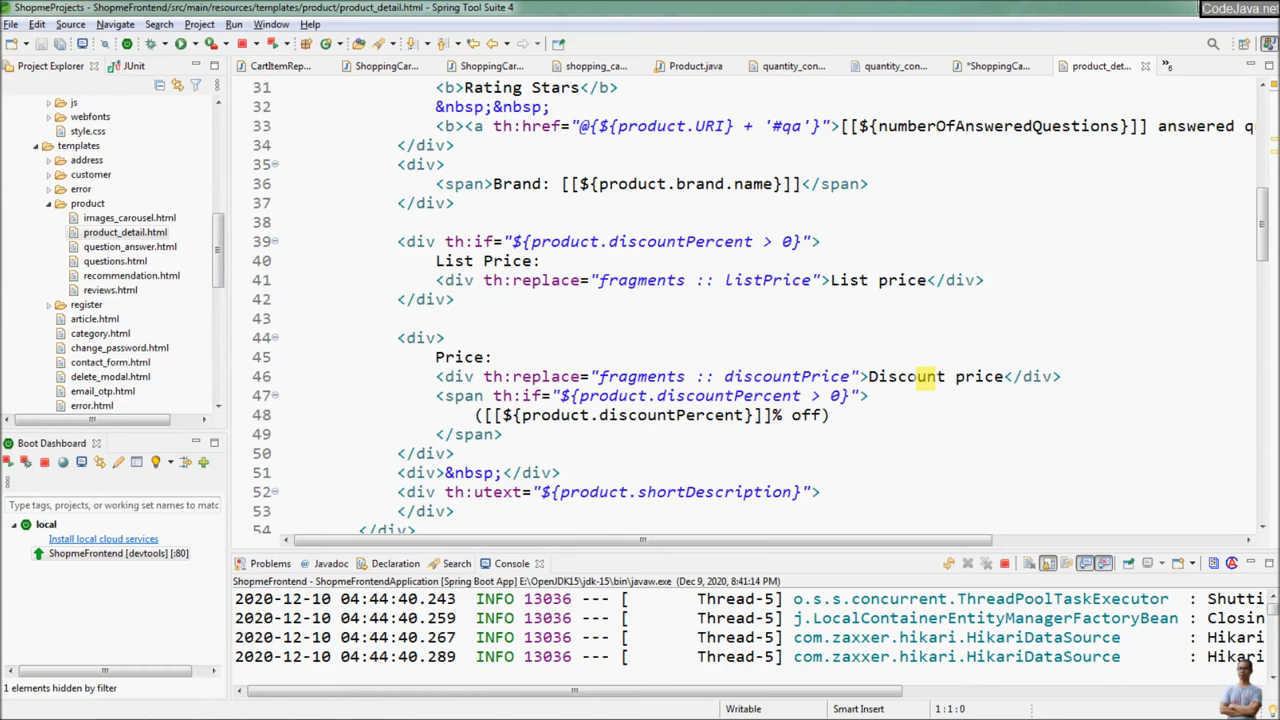 ShopmeProjects - ShopmeFrontend/src/main/resources/templates/product/product_detail.html - Spring Tool Suite 4
CodeJava.net
File Edit Source Navigate Search Project Run Window Help
Project Explorer JUnit
CartItemRep... ShoppingCar... ShoppingCar... shopping_ca... Product.java quantity_con... quantity_con... *ShoppingCa... product_det... »6
js
webfonts
style.css
templates
address
customer
error
product
images_carousel.html
product_detail.html
question_answer.html
questions.html
recommendation.html
reviews.html
register
article.html
category.html
change_password.html
contact_form.html
delete_modal.html
email_otp.html
error.html
31 <b>Rating Stars</b>
32 &nbsp;&nbsp;
33 <b><a th:href="@{${product.URI} + '#qa'}">[[${numberOfAnsweredQuestions}]] answered qu
34 </div>
35 <div>
36 <span>Brand: [[${product.brand.name}]]</span>
37 </div>
38
39 <div th:if="${product.discountPercent > 0}">
40 List Price:
41 <div th:replace="fragments :: listPrice">List price</div>
42 </div>
43
44 <div>
45 Price:
46 <div th:replace="fragments :: discountPrice">Discount price</div>
47 <span th:if="${product.discountPercent > 0}">
48 ([[${product.discountPercent}]]% off)
49 </span>
50 </div>
51 <div>&nbsp;</div>
52 <div th:utext="${product.shortDescription}">
53 </div>
54 </div>
Boot Dashboard
Type tags, projects, or working set names to matc
local
Install local cloud services
ShopmeFrontend [devtools] [:80]
1 elements hidden by filter
Problems Javadoc Declaration Search Console
ShopmeFrontend - ShopmeFrontendApplication [Spring Boot App] E:\OpenJDK15\jdk-15\bin\javaw.exe (Dec 9, 2020, 8:41:14 PM)
2020-12-10 04:44:40.243 INFO 13036 --- [ Thread-5] o.s.s.concurrent.ThreadPoolTaskExecutor : Shutti
2020-12-10 04:44:40.259 INFO 13036 --- [ Thread-5] j.LocalContainerEntityManagerFactoryBean : Closin
2020-12-10 04:44:40.267 INFO 13036 --- [ Thread-5] com.zaxxer.hikari.HikariDataSource : Hikari
2020-12-10 04:44:40.289 INFO 13036 --- [ Thread-5] com.zaxxer.hikari.HikariDataSource : Hikari
Writable Smart Insert 1:1:0